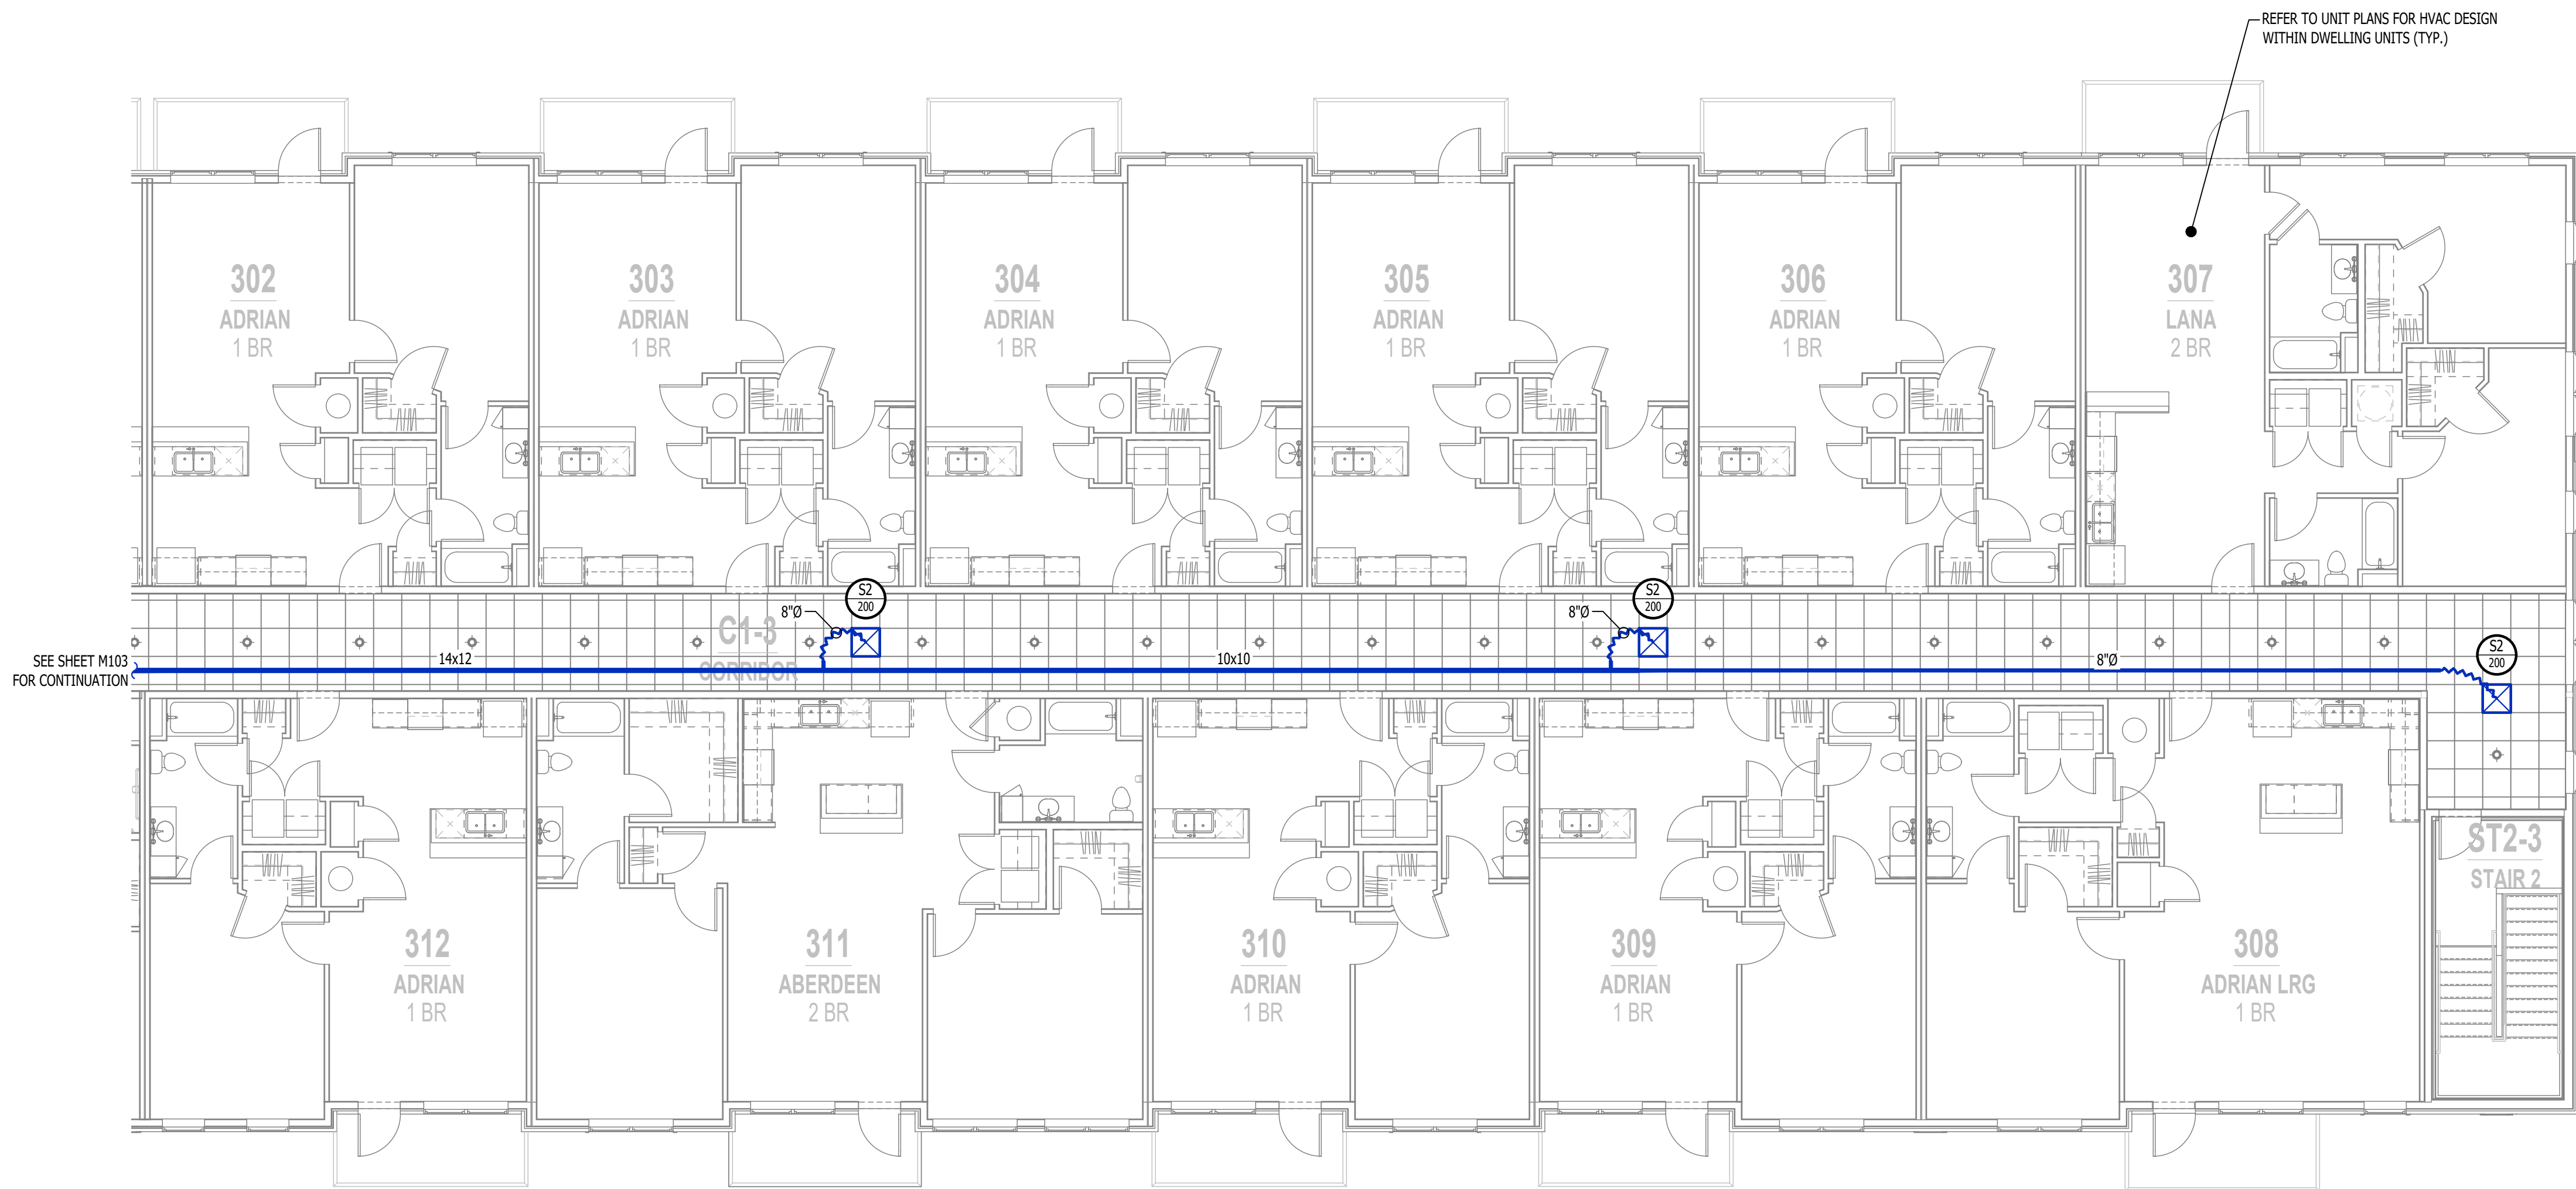 REFER TO UNIT PLANS FOR HVAC DESIGN
WITHIN DWELLING UNITS (TYP.)
302
ADRIAN
1 BR
303
ADRIAN
1 BR
304
ADRIAN
1 BR
305
ADRIAN
1 BR
306
ADRIAN
1 BR
307
LANA
2 BR
S2
200
8"Ø
S2
200
8"Ø
C1-3
CORRIDOR
SEE SHEET M103
FOR CONTINUATION
14x12
10x10
8"Ø
S2
200
312
ADRIAN
1 BR
311
ABERDEEN
2 BR
310
ADRIAN
1 BR
309
ADRIAN
1 BR
308
ADRIAN LRG
1 BR
ST2-3
STAIR 2